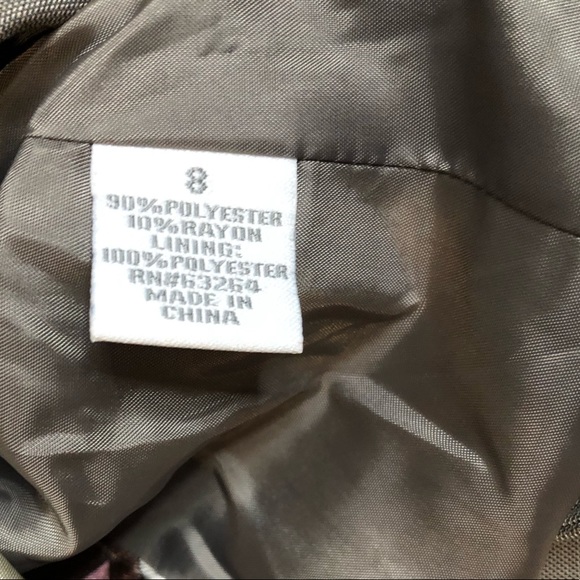 8
90%POLYESTER
10%RAYON
LINING:
100%POLYESTER
RN#63264
MADE IN
CHINA